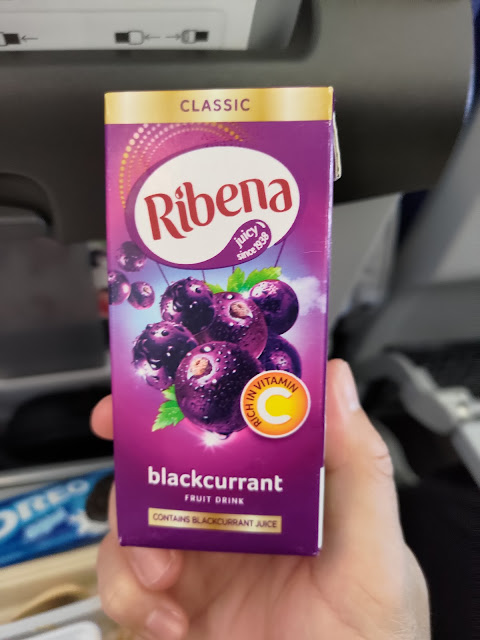 CLASSIC
Ribena
juicy
since 1938
RICH IN VITAMIN
C
blackcurrant
FRUIT DRINK
CONTAINS BLACKCURRANT JUICE
OREO